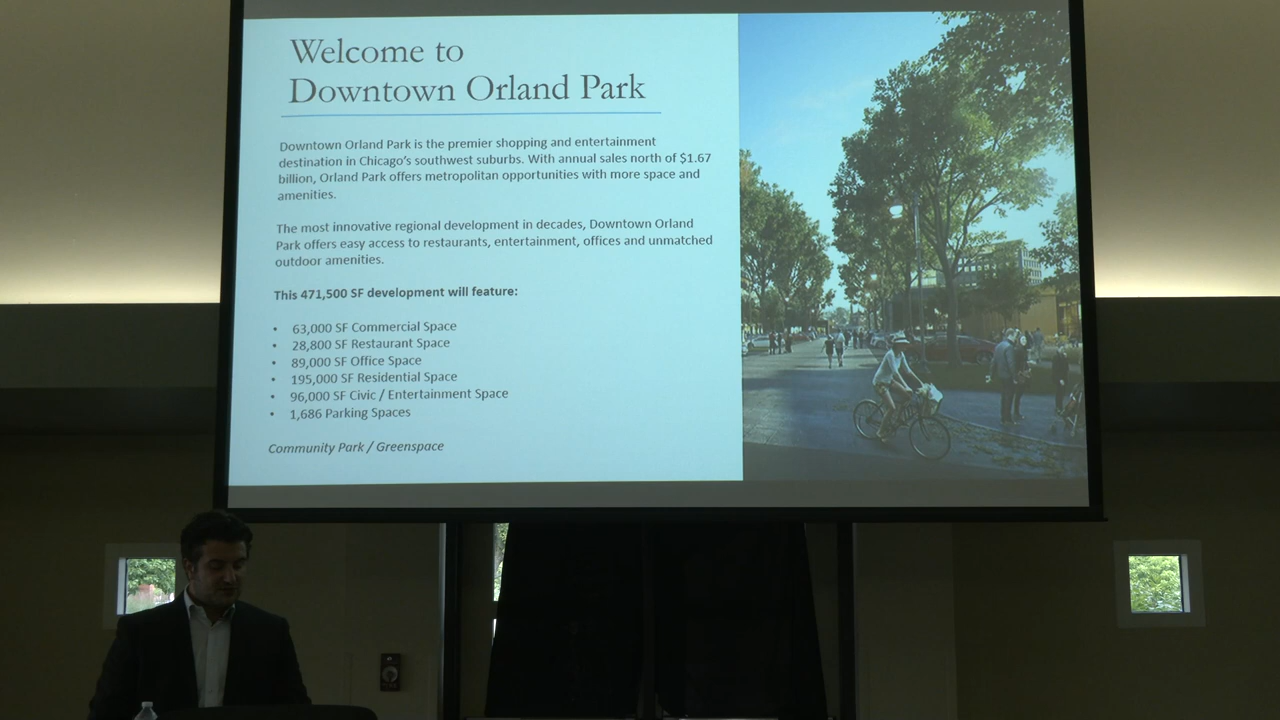 Welcome to
Downtown Orland Park
Downtown Orland Park is the premier shopping and entertainment
destination in Chicago's southwest suburbs. With annual sales north of $1.67
billion, Orland Park offers metropolitan opportunities with more space and
amenities.
The most innovative regional development in decades, Downtown Orland
Park offers easy access to restaurants, entertainment, offices and unmatched
outdoor amenities.
This 471,500 SF development will feature:
• 63,000 SF Commercial Space
• 28,800 SF Restaurant Space
• 89,000 SF Office Space
• 195,000 SF Residential Space
• 96,000 SF Civic / Entertainment Space
• 1,686 Parking Spaces
Community Park / Greenspace